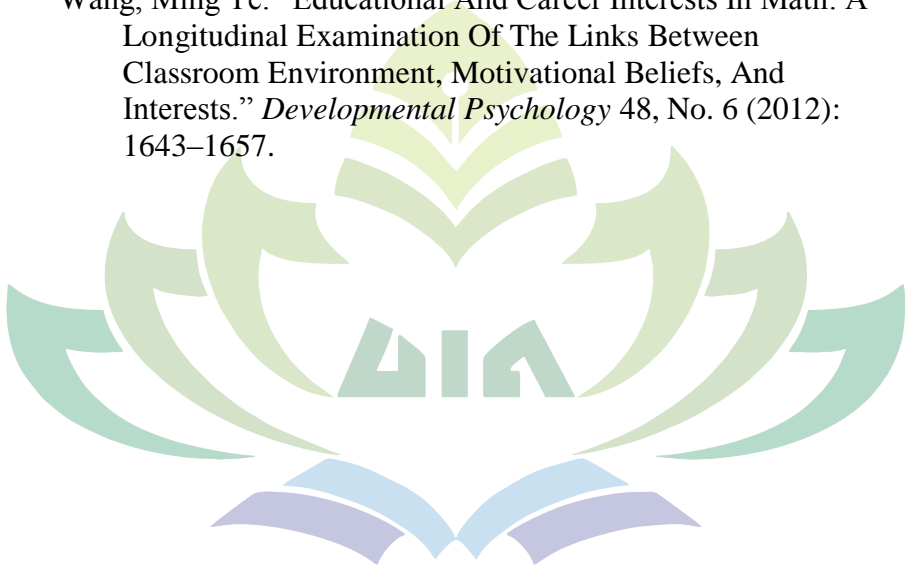 Wang, Ming Te. “Educational And Career Interests In Math: A
Longitudinal Examination Of The Links Between
Classroom Environment, Motivational Beliefs, And
Interests.” Developmental Psychology 48, No. 6 (2012):
1643–1657.